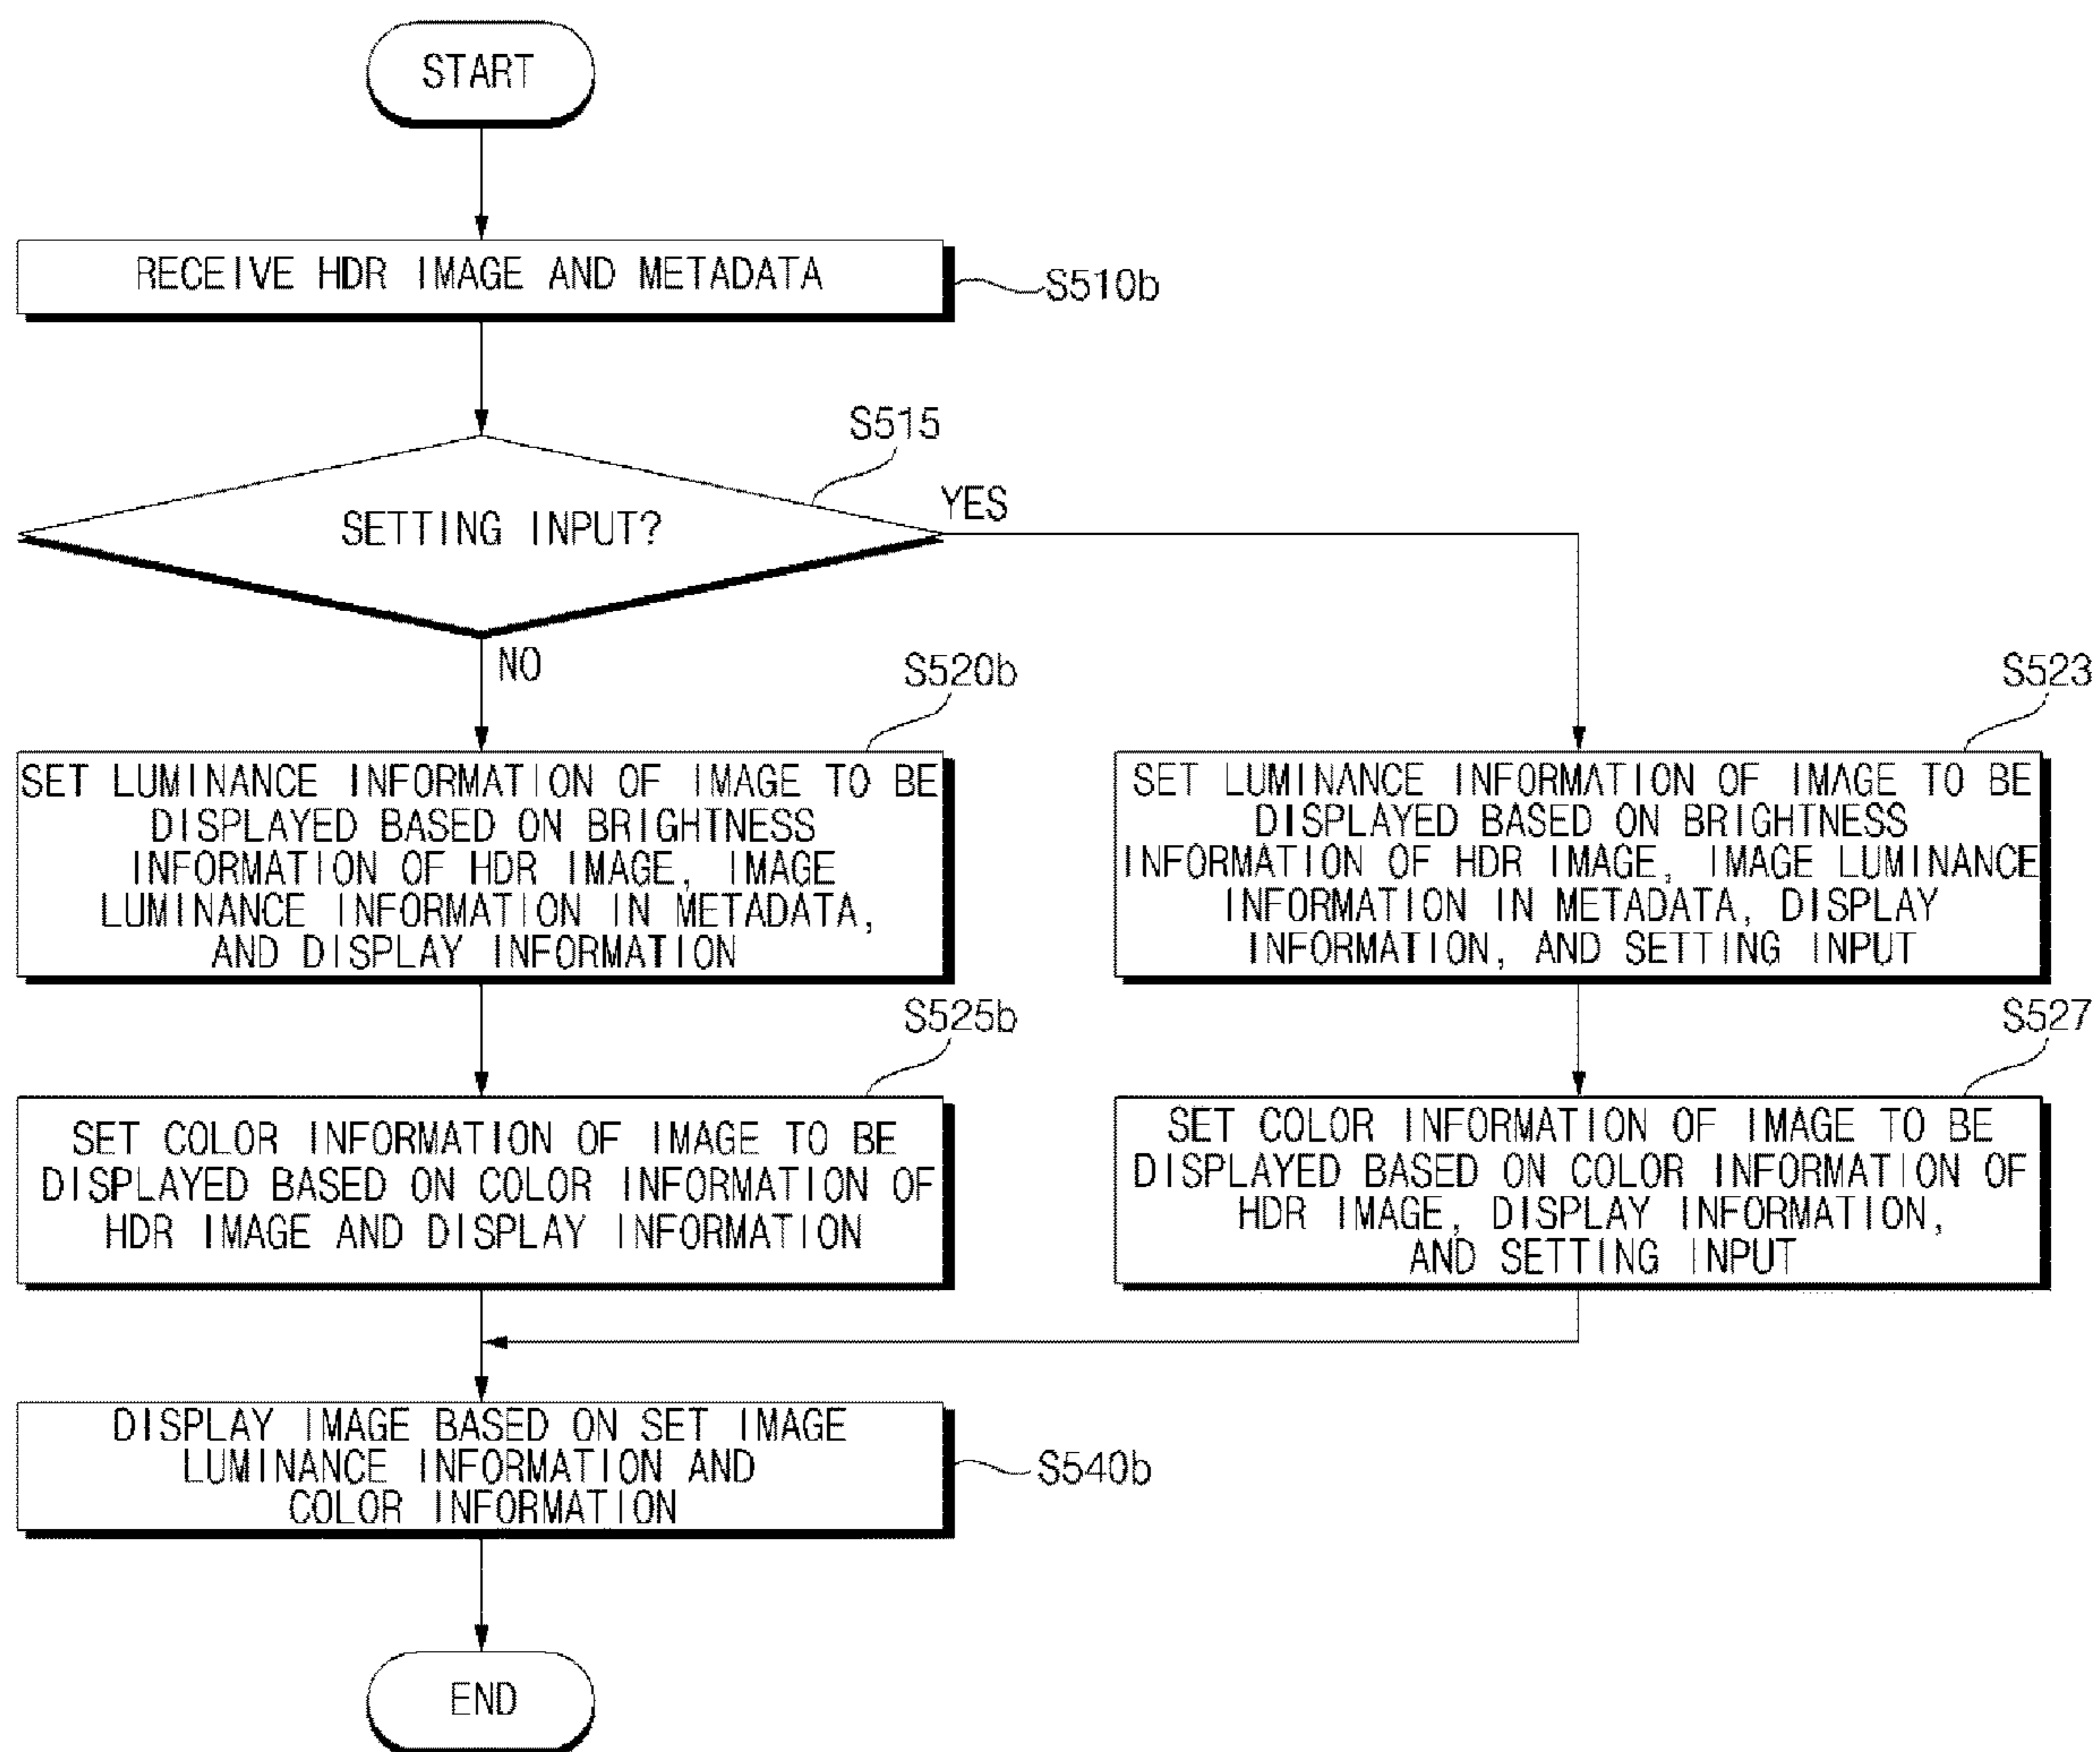 START
RECEIVE HDR IMAGE AND METADATA
S510b
S515
SETTING INPUT?
YES
NO
S520b
SET LUMINANCE INFORMATION OF IMAGE TO BE
DISPLAYED BASED ON BRIGHTNESS
INFORMATION OF HDR IMAGE, IMAGE
LUMINANCE INFORMATION IN METADATA,
AND DISPLAY INFORMATION
S523
SET LUMINANCE INFORMATION OF IMAGE TO BE
DISPLAYED BASED ON BRIGHTNESS
INFORMATION OF HDR IMAGE, IMAGE LUMINANCE
INFORMATION IN METADATA, DISPLAY
INFORMATION, AND SETTING INPUT
S525b
SET COLOR INFORMATION OF IMAGE TO BE
DISPLAYED BASED ON COLOR INFORMATION OF
HDR IMAGE AND DISPLAY INFORMATION
S527
SET COLOR INFORMATION OF IMAGE TO BE
DISPLAYED BASED ON COLOR INFORMATION OF
HDR IMAGE, DISPLAY INFORMATION,
AND SETTING INPUT
DISPLAY IMAGE BASED ON SET IMAGE
LUMINANCE INFORMATION AND
COLOR INFORMATION
S540b
END